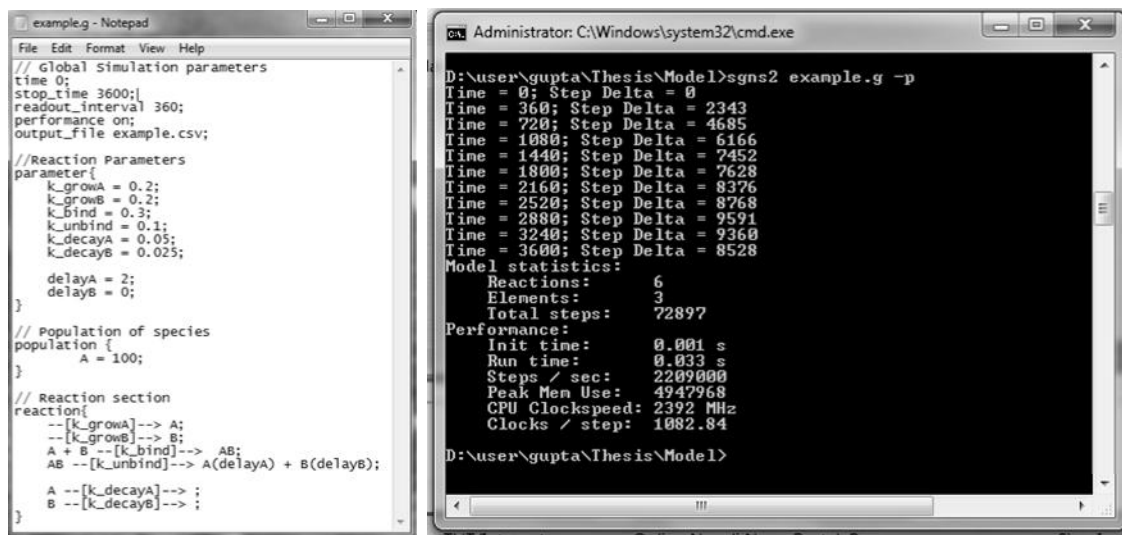 example.g - Notepad
File Edit Format View Help
// Global Simulation parameters
time 0;
stop_time 3600;
readout_interval 360;
performance on;
output_file example.csv;
//Reaction Parameters
parameter{
k_growA = 0.2;
k_growB = 0.2;
k_bind = 0.3;
k_unbind = 0.1;
k_decayA = 0.05;
k_decayB = 0.025;
delayA = 2;
delayB = 0;
}
// Population of species
population {
A = 100;
}
// Reaction section
reaction{
--[k_growA]--> A;
--[k_growB]--> B;
A + B --[k_bind]--> AB;
AB --[k_unbind]--> A(delayA) + B(delayB);
A --[k_decayA]--> ;
B --[k_decayB]--> ;
}
Administrator: C:\Windows\system32\cmd.exe
D:\user\gupta\Thesis\Model>sgns2 example.g -p
Time = 0; Step Delta = 0
Time = 360; Step Delta = 2343
Time = 720; Step Delta = 4685
Time = 1080; Step Delta = 6166
Time = 1440; Step Delta = 7452
Time = 1800; Step Delta = 7628
Time = 2160; Step Delta = 8376
Time = 2520; Step Delta = 8768
Time = 2880; Step Delta = 9591
Time = 3240; Step Delta = 9360
Time = 3600; Step Delta = 8528
Model statistics:
Reactions: 6
Elements: 3
Total steps: 72897
Performance:
Init time: 0.001 s
Run time: 0.033 s
Steps / sec: 2209000
Peak Mem Use: 4947968
CPU Clockspeed: 2392 MHz
Clocks / step: 1082.84
D:\user\gupta\Thesis\Model>